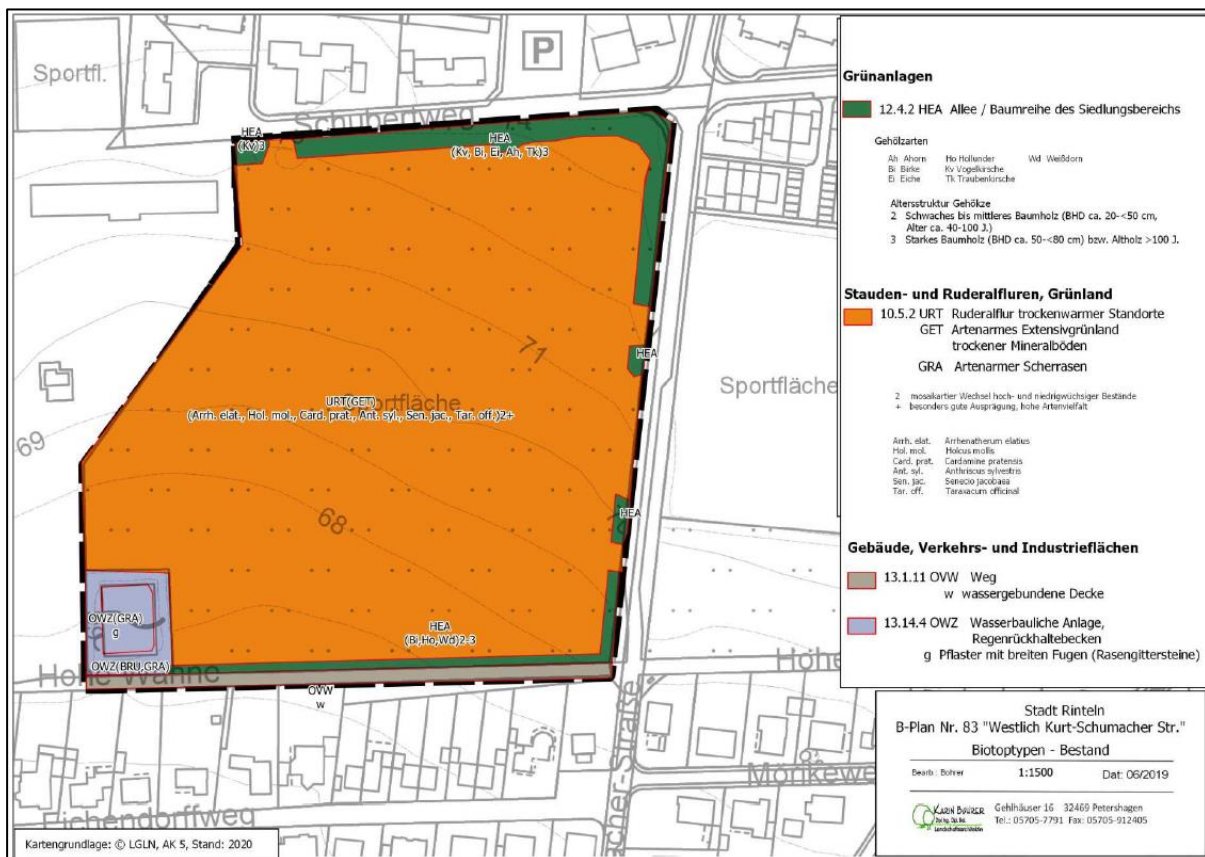 Sportfl.
P
Schubertweg
HEA
(Kv)3
HEA
(Kv, Bi, Ei, Ah, Tk)3
71
HEA
Sportfläche
Sportfläche
URT(GET)
(Arrh. elat., Hol. mol., Card. prat., Ant. syl., Sen. jac., Tar. off.)2+
69
68
HEA
OWZ(GRA)
g
HEA
(Bi,Ho,Wd)2-3
OWZ(BRU,GRA)
Hohe Wanne
Hohe
OVW
w
Mörikeweg
Eichendorffweg
Kartengrundlage: © LGLN, AK 5, Stand: 2020
Grünanlagen
12.4.2 HEA Allee / Baumreihe des Siedlungsbereichs
Gehölzarten
Ah Ahorn Ho Hollunder Wd Weißdorn
Bi Birke Kv Vogelkirsche
Ei Eiche Tk Traubenkirsche
Altersstruktur Gehölze
2 Schwaches bis mittleres Baumholz (BHD ca. 20-<50 cm,
Alter ca. 40-100 J.)
3 Starkes Baumholz (BHD ca. 50-<80 cm) bzw. Altholz >100 J.
Stauden- und Ruderalfluren, Grünland
10.5.2 URT Ruderalflur trockenwarmer Standorte
GET Artenarmes Extensivgrünland
trockener Mineralböden
GRA Artenarmer Scherrasen
2 mosaikartier Wechsel hoch- und niedrigwüchsiger Bestände
+ besonders gute Ausprägung, hohe Artenvielfalt
Arrh. elat. Arrhenatherum elatius
Hol. mol. Holcus mollis
Card. prat. Cardamine pratensis
Ant. syl. Anthriscus sylvestris
Sen. jac. Senecio jacobaea
Tar. off. Taraxacum officinal
Gebäude, Verkehrs- und Industrieflächen
13.1.11 OVW Weg
w wassergebundene Decke
13.14.4 OWZ Wasserbauliche Anlage,
Regenrückhaltebecken
g Pflaster mit breiten Fugen (Rasengittersteine)
Stadt Rinteln
B-Plan Nr. 83 "Westlich Kurt-Schumacher Str."
Biotoptypen - Bestand
Bearb.: Bohrer 1:1500 Dat: 06/2019
Karin Bohrer
Landschaftsarchitektin
Gehlhäuser 16 32469 Petershagen
Tel.: 05705-7791 Fax: 05705-912405